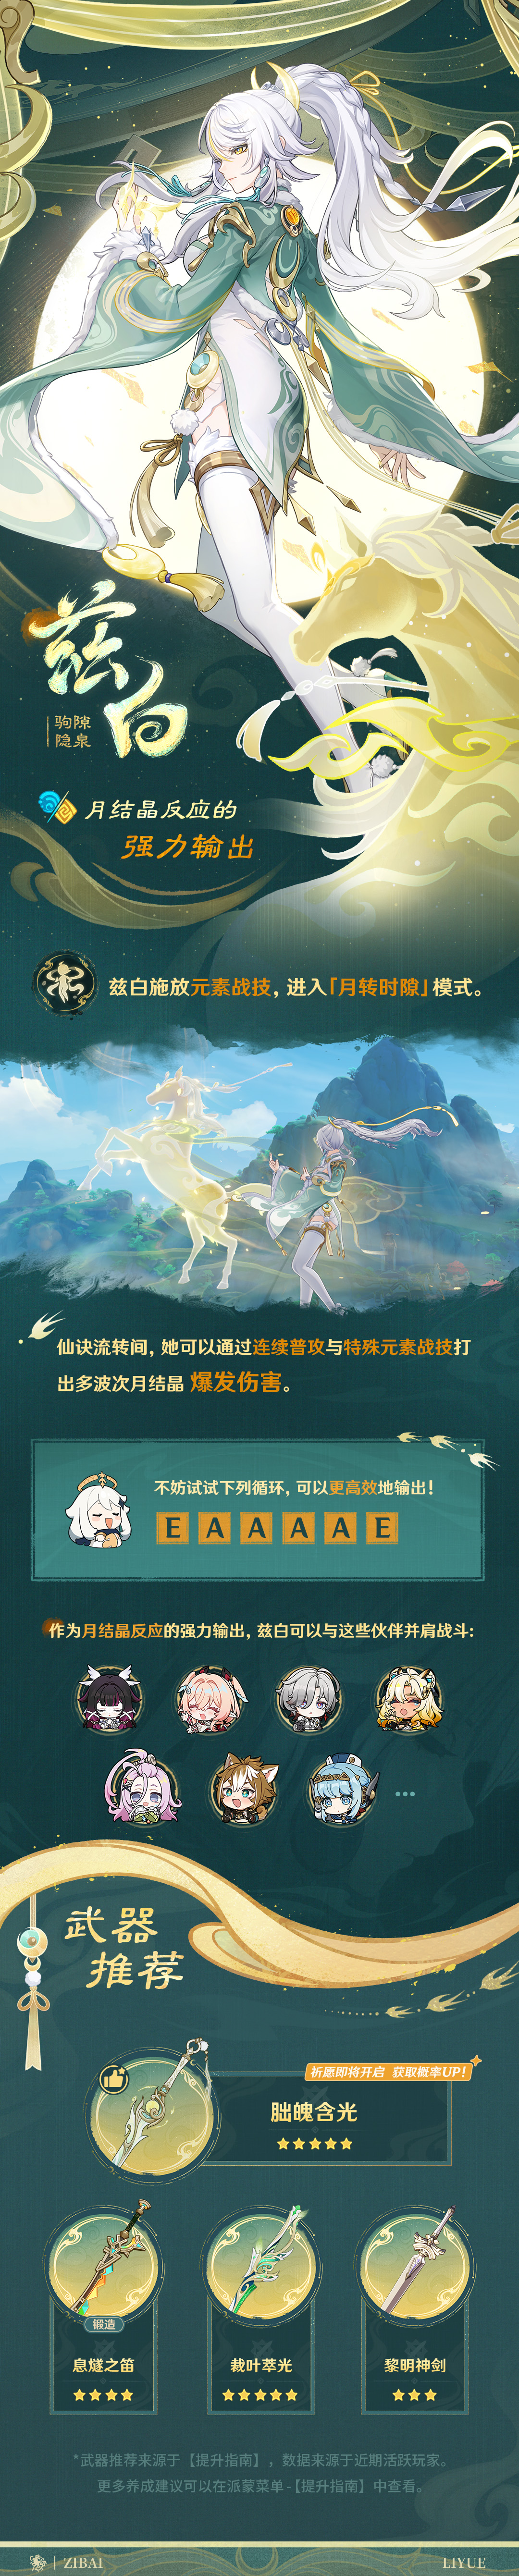 兹白
驹隙
隐泉
月结晶反应的
强力输出
兹白施放元素战技，进入「月转时隙」模式。
仙诀流转间，她可以通过连续普攻与特殊元素战技打
出多波次月结晶 爆发伤害。
不妨试试下列循环，可以更高效地输出！
E A A A A E
作为月结晶反应的强力输出，兹白可以与这些伙伴并肩战斗：
武器
推荐
祈愿即将开启 获取概率UP！
朏魄含光
锻造
息燧之笛
裁叶萃光
黎明神剑
*武器推荐来源于【提升指南】，数据来源于近期活跃玩家。
更多养成建议可以在派蒙菜单-【提升指南】中查看。
ZIBAI
LIYUE